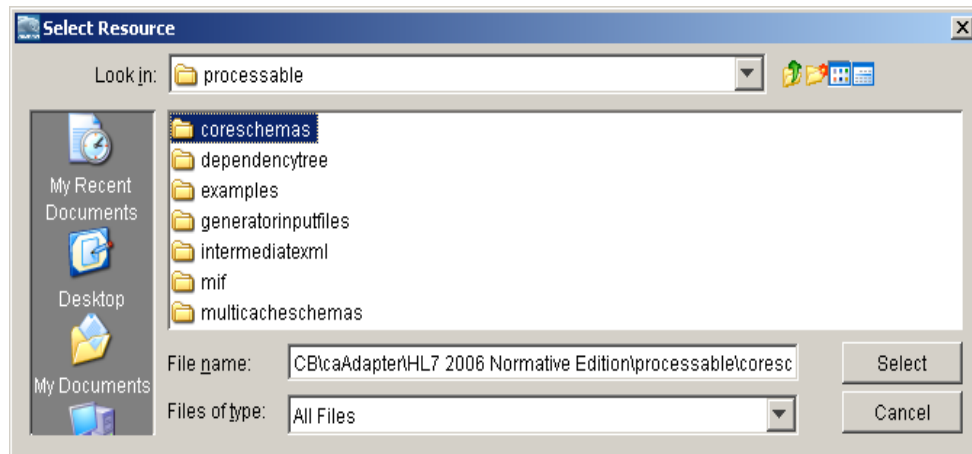 Select Resource
Look in:
processable
My Recent
Documents
Desktop
My Documents
coreschemas
dependencytree
examples
generatorinputfiles
intermediatexml
mif
multicacheschemas
File name:
CB\caAdapter\HL7 2006 Normative Edition\processable\coresc
Select
Files of type:
All Files
Cancel